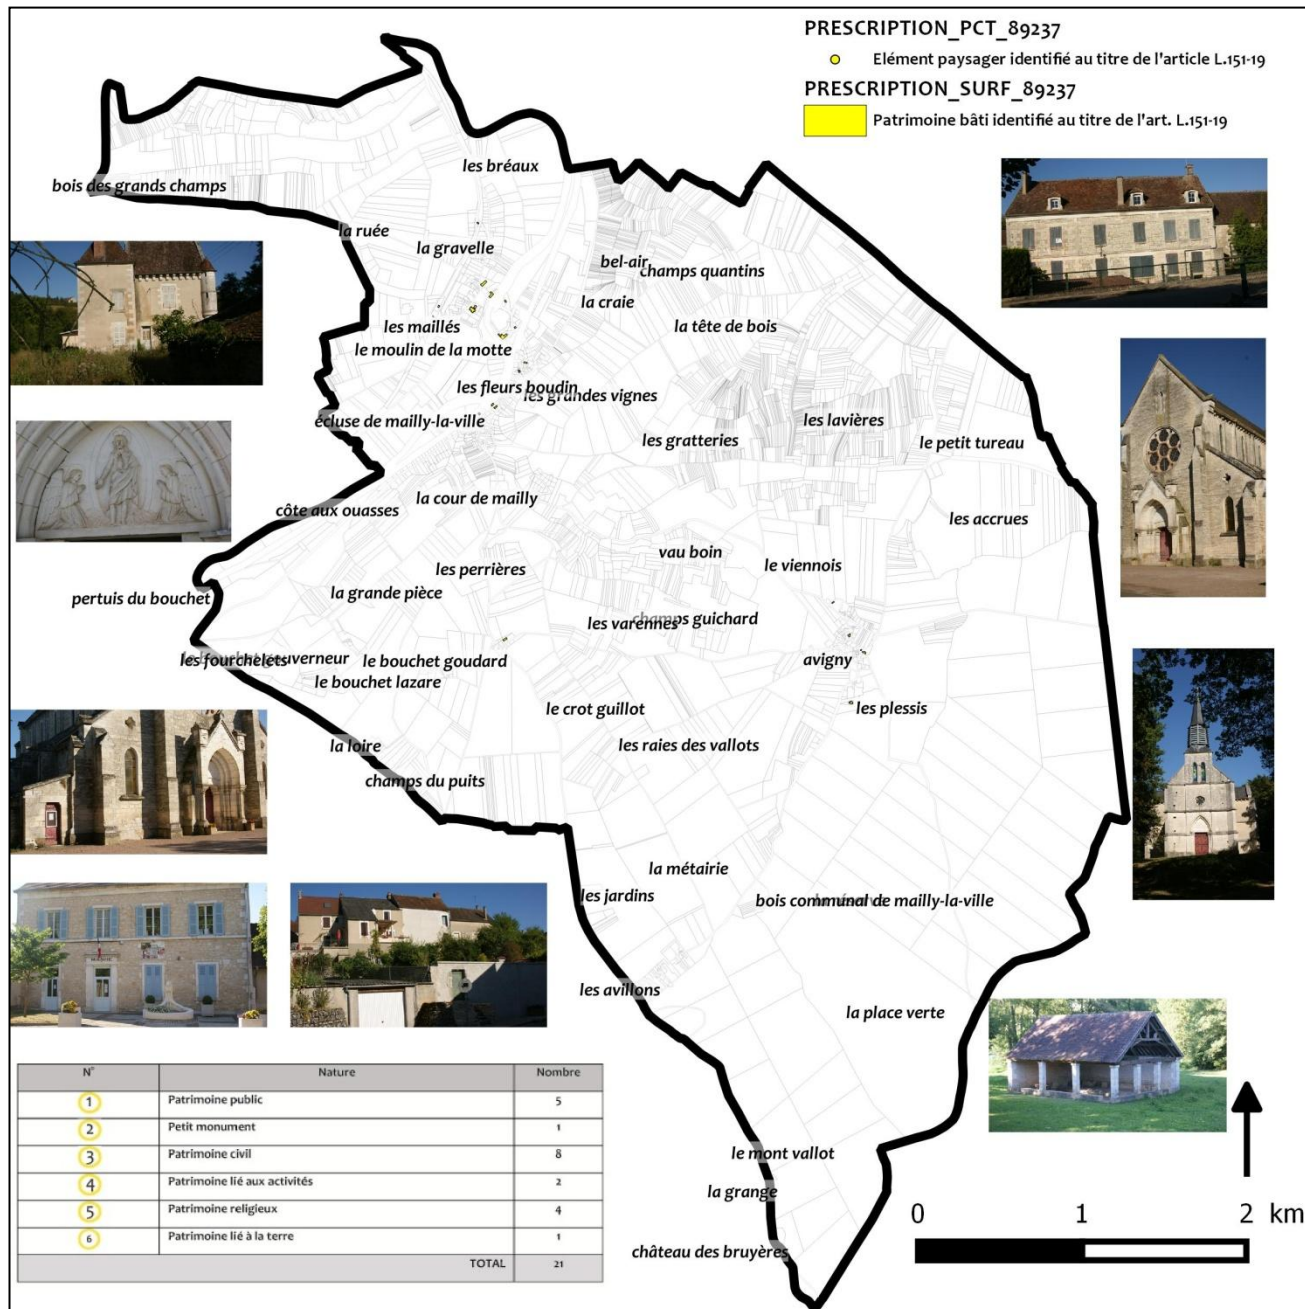 PRESCRIPTION_PCT_89237
Elément paysager identifié au titre de l'article L.151-19
PRESCRIPTION_SURF_89237
Patrimoine bâti identifié au titre de l'art. L.151-19
les bréaux
bois des grands champs
la ruée
la gravelle
bel-air
champs quantins
la craie
les maillés
la tête de bois
le moulin de la motte
les fleurs boudin
les grandes vignes
écluse de mailly-la-ville
les lavières
les gratteries
le petit tureau
la cour de mailly
côte aux ouasses
les accrues
vau boin
le viennois
les perrières
la grande pièce
pertuis du bouchet
champs guichard
les varennes
les fourchelets
gouverneur
le bouchet goudard
avigny
le bouchet lazare
le crot guillot
les plessis
la loire
les raies des vallots
champs du puits
la métairie
les jardins
bois communal de mailly-la-ville
les avillons
la place verte
le mont vallot
la grange
château des bruyères
N° Nature Nombre
1 Patrimoine public 5
2 Petit monument 1
3 Patrimoine civil 8
4 Patrimoine lié aux activités 2
5 Patrimoine religieux 4
6 Patrimoine lié à la terre 1
TOTAL 21
0 1 2 km